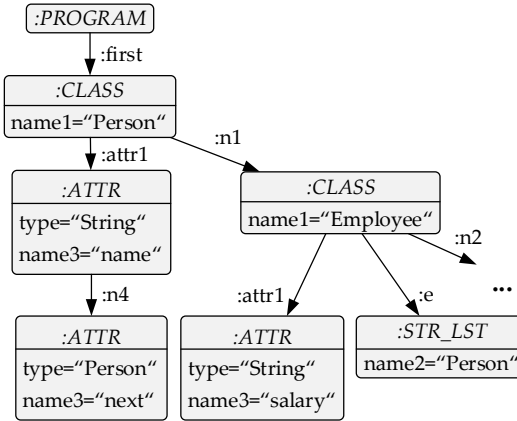 :PROGRAM
:first
:CLASS
name1=“Person“
:attr1
:n1
:ATTR
type=“String“
name3=“name“
:CLASS
name1=“Employee“
:n4
:attr1
:e
:n2
...
:ATTR
type=“Person“
name3=“next“
:ATTR
type=“String“
name3=“salary“
:STR_LST
name2=“Person“